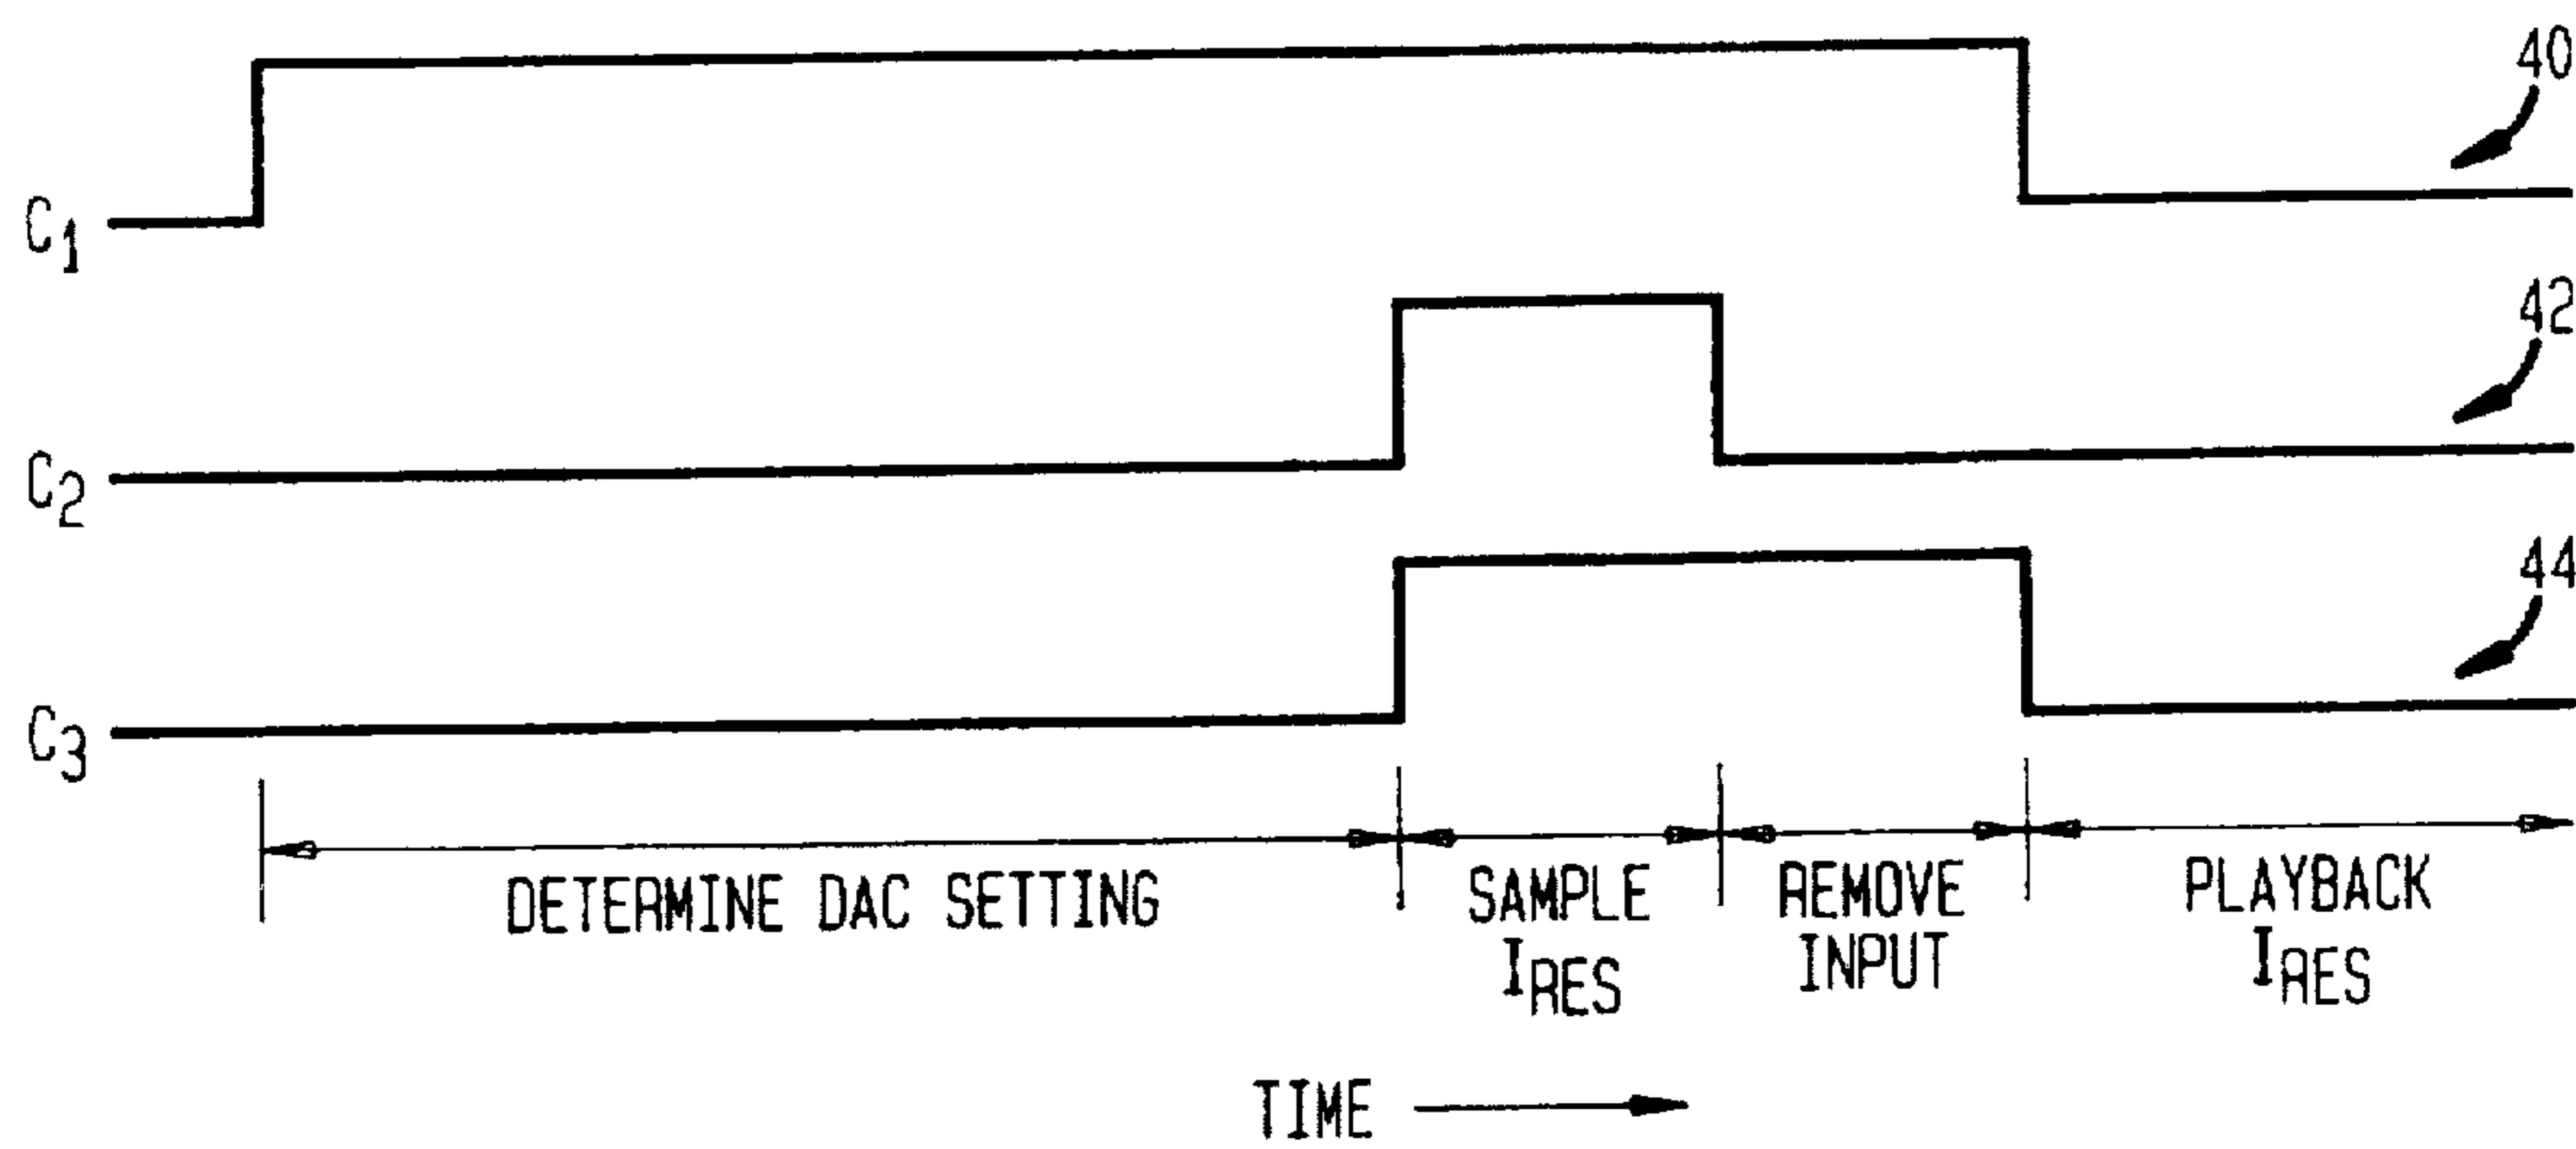 40
C1
42
C2
44
C3
DETERMINE DAC SETTING
SAMPLE
IRES
REMOVE
INPUT
PLAYBACK
IRES
TIME